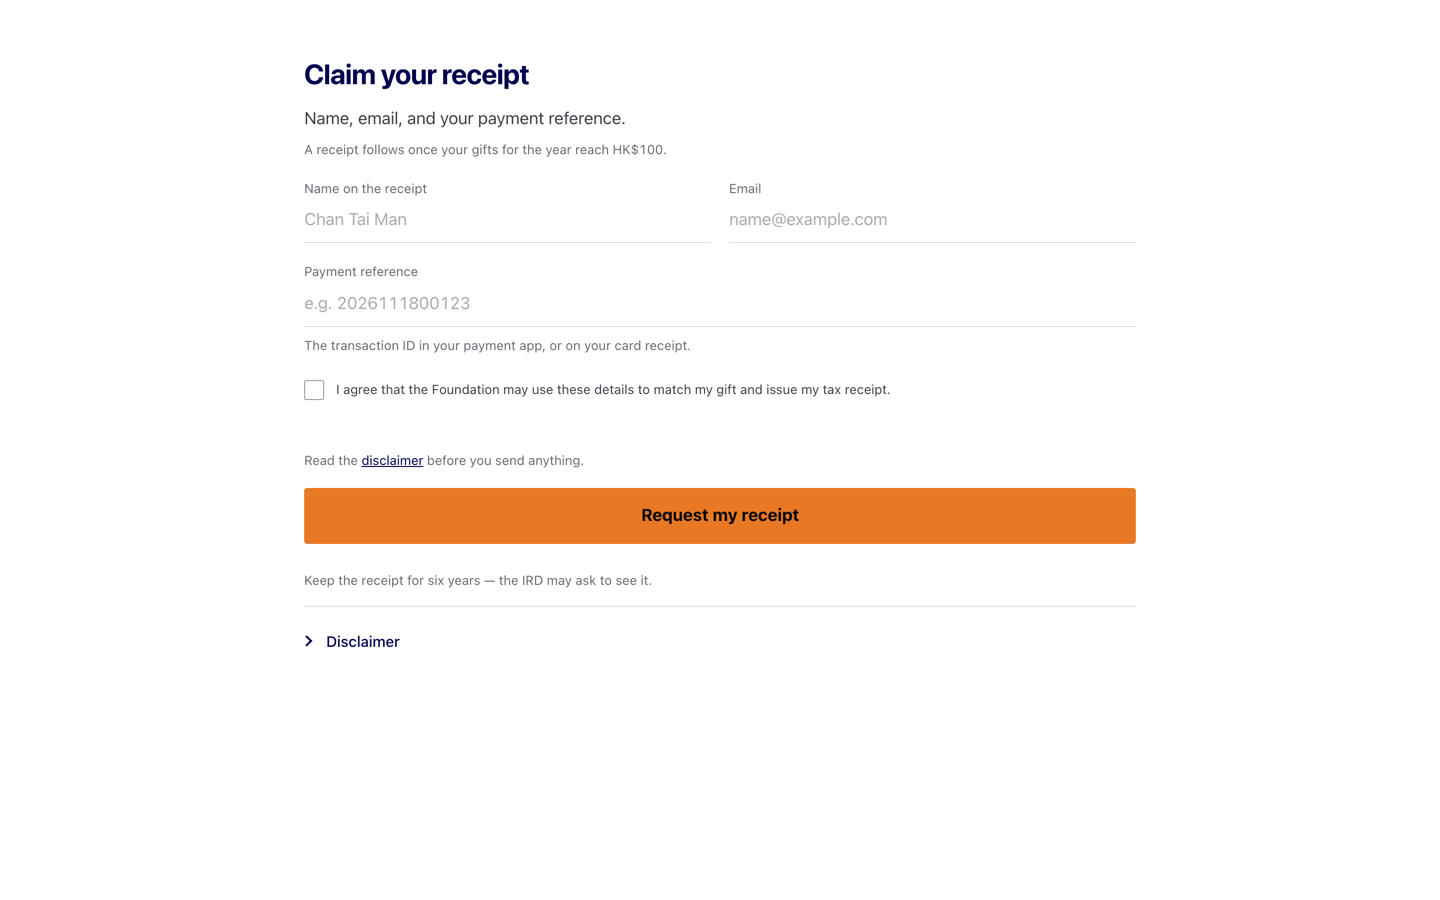 Claim your receipt
Name, email, and your payment reference.
A receipt follows once your gifts for the year reach HK$100.
Name on the receipt
Chan Tai Man
Email
name@example.com
Payment reference
e.g. 2026111800123
The transaction ID in your payment app, or on your card receipt.
I agree that the Foundation may use these details to match my gift and issue my tax receipt.
Read the disclaimer before you send anything.
Request my receipt
Keep the receipt for six years — the IRD may ask to see it.
Disclaimer